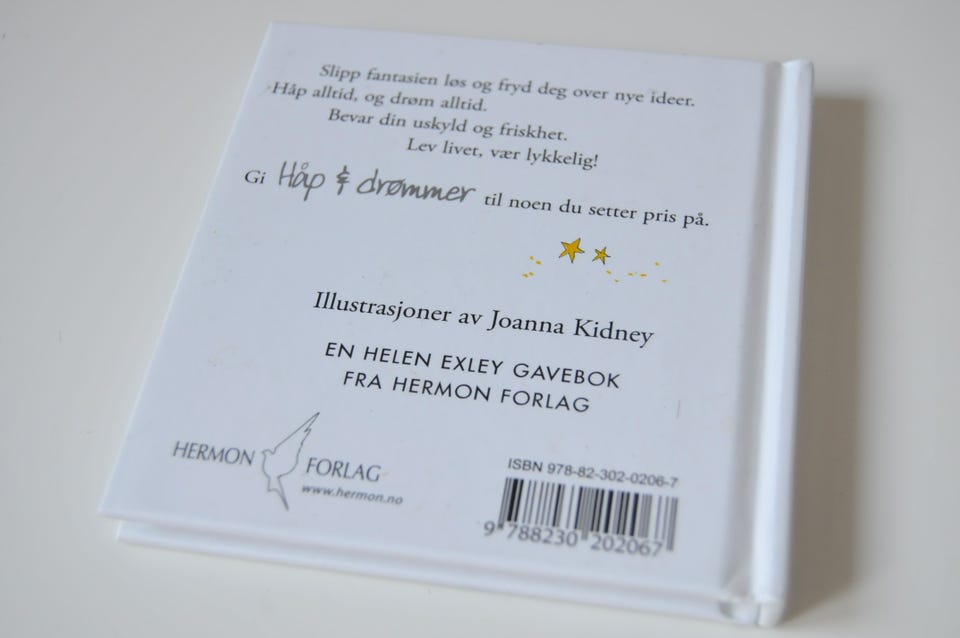 Slipp fantasien løs og fryd deg over nye ideer.
Håp alltid, og drøm alltid.
Bevar din uskyld og friskhet.
Lev livet, vær lykkelig!
Gi Håp & drømmer til noen du setter pris på.
Illustrasjoner av Joanna Kidney
EN HELEN EXLEY GAVEBOK
FRA HERMON FORLAG
HERMON FORLAG
www.hermon.no
ISBN 978-82-302-0206-7
9 788230 202067